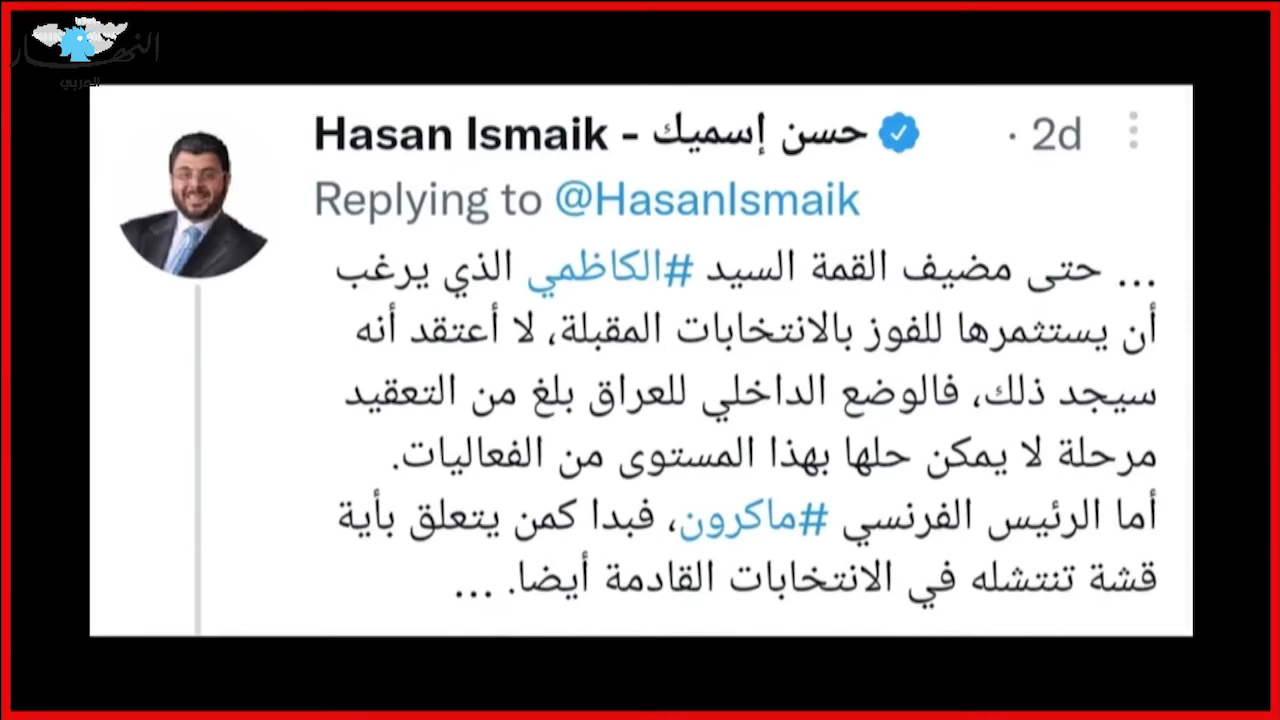 النهار
العربي
Hasan Ismaik - حسن إسميك · 2d
Replying to @HasanIsmaik
... حتى مضيف القمة السيد #الكاظمي الذي يرغب
أن يستثمرها للفوز بالانتخابات المقبلة، لا أعتقد أنه
سيجد ذلك، فالوضع الداخلي للعراق بلغ من التعقيد
مرحلة لا يمكن حلها بهذا المستوى من الفعاليات.
أما الرئيس الفرنسي #ماكرون، فبدا كمن يتعلق بأية
قشة تنتشله في الانتخابات القادمة أيضا. ...